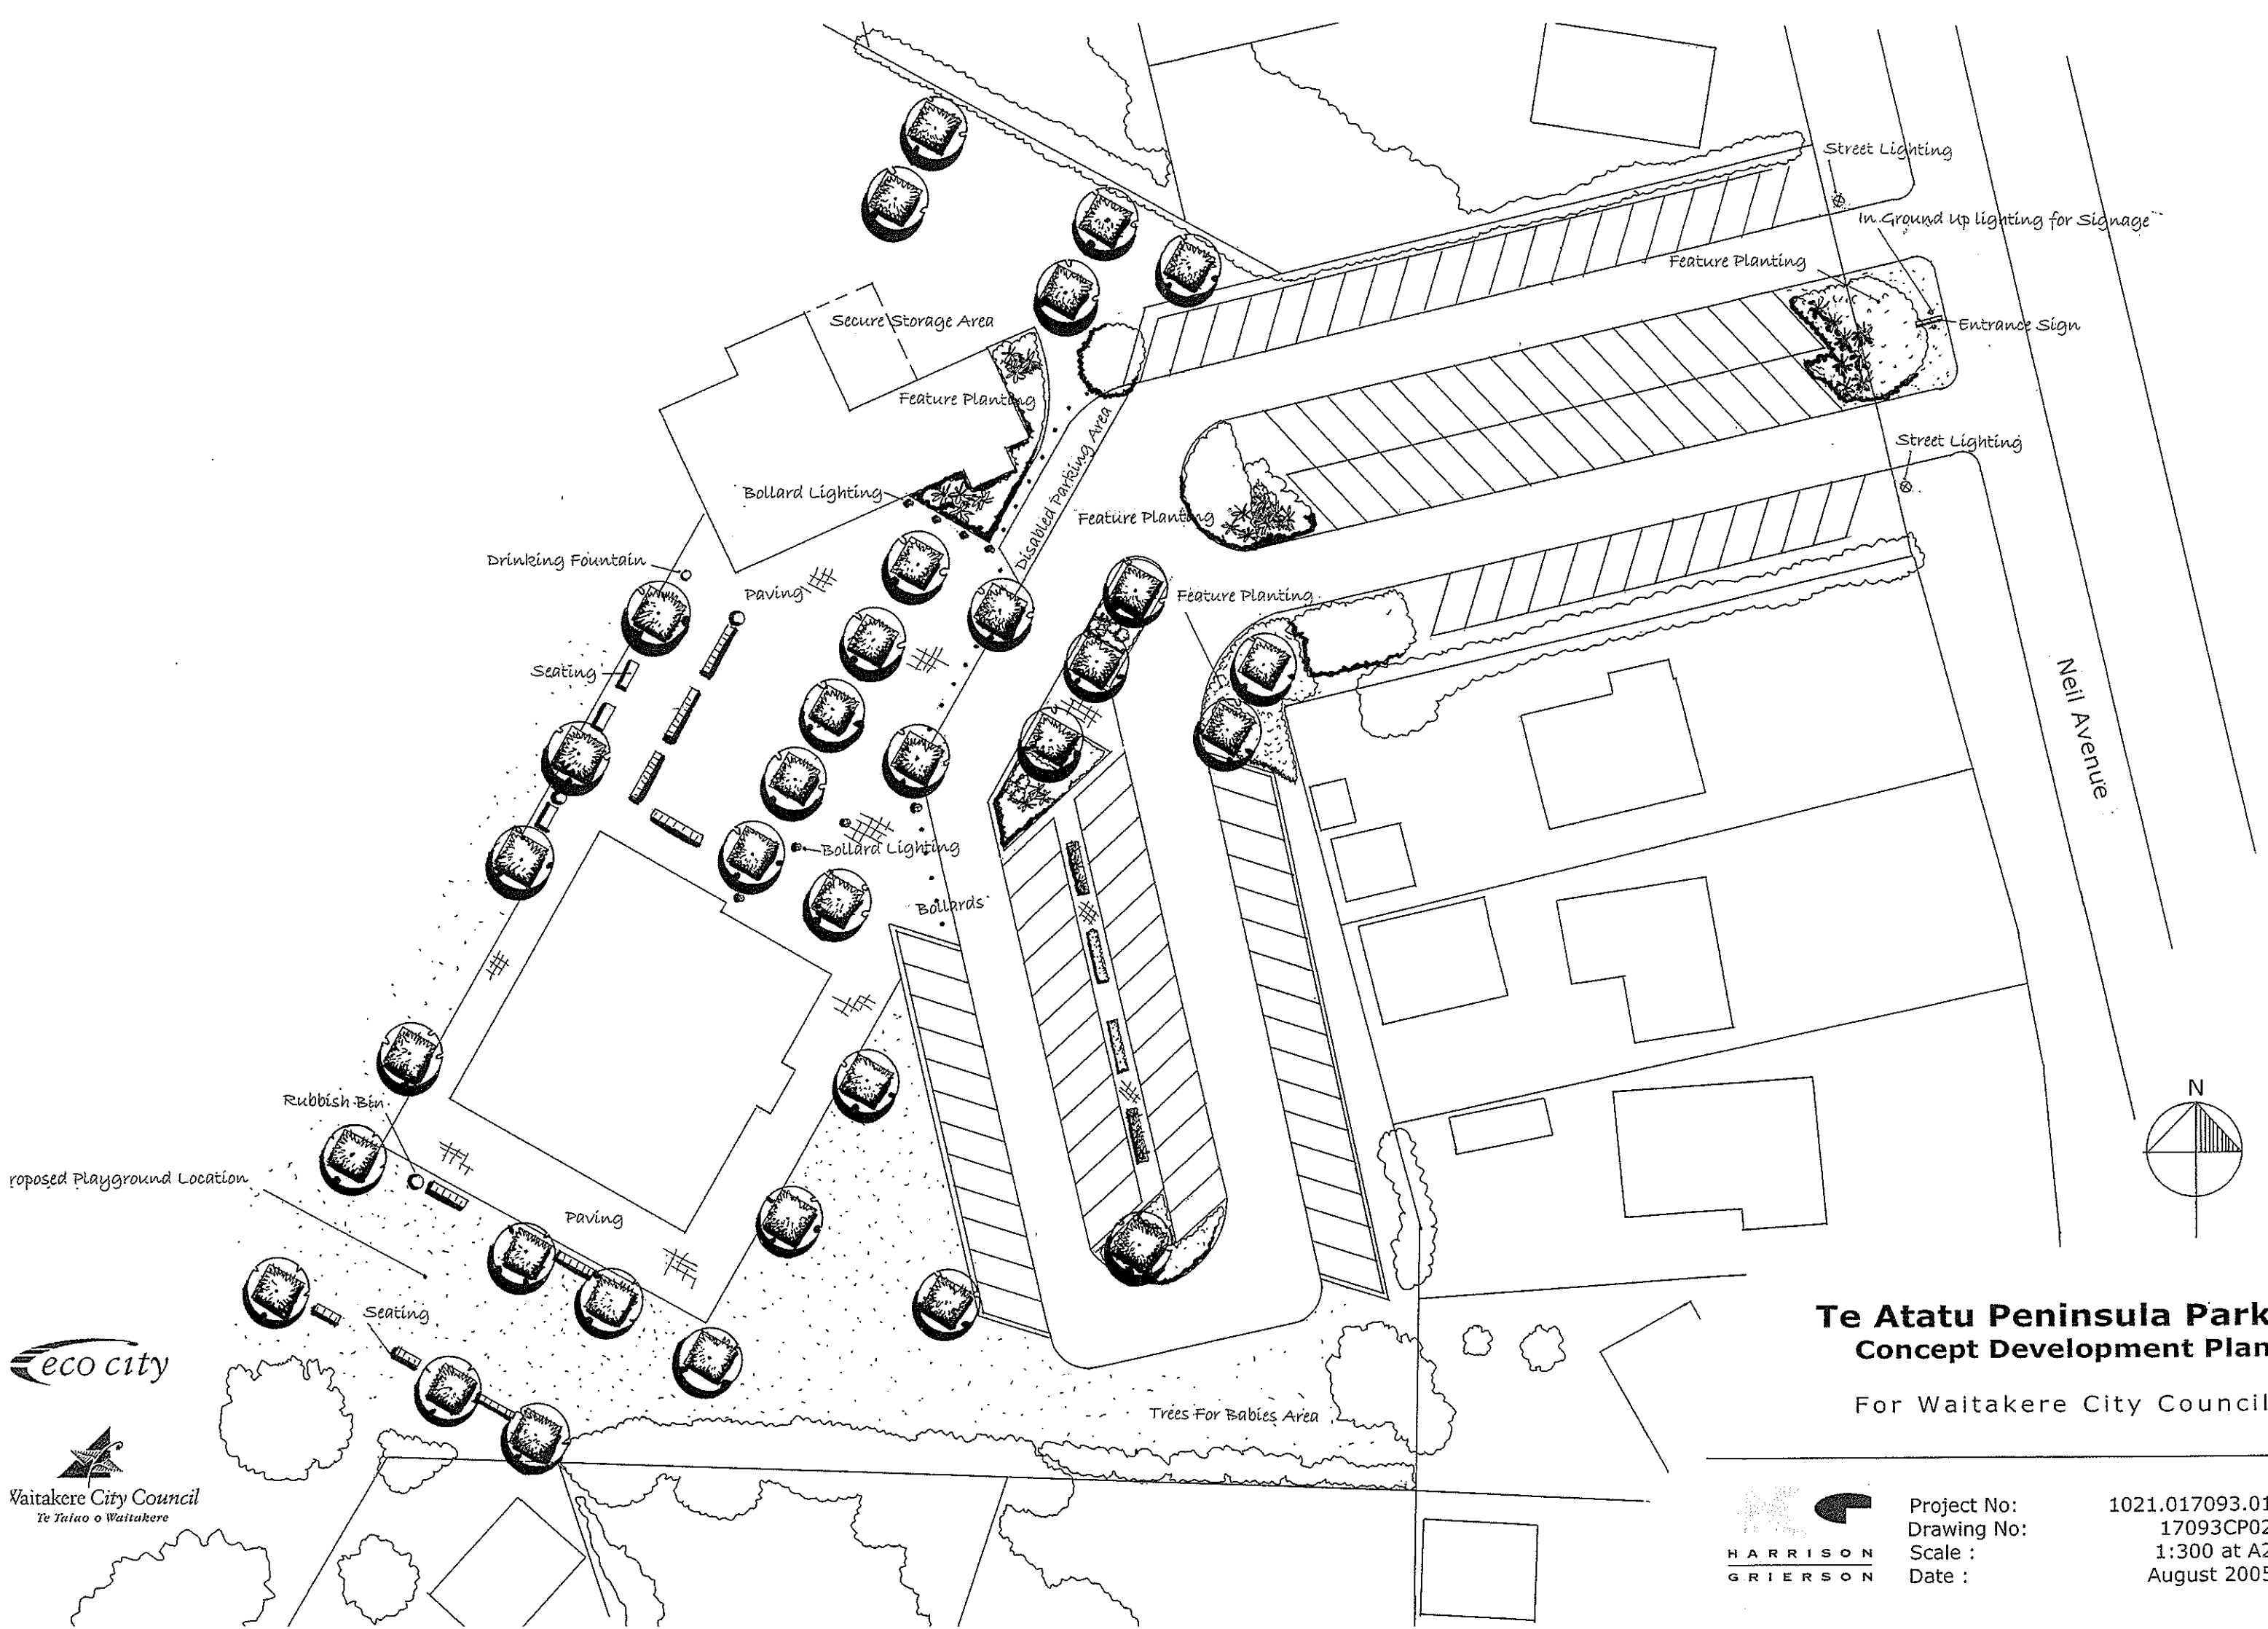 Street Lighting
In Ground Up lighting for Signage
Feature Planting
Entrance Sign
Secure Storage Area
Feature Planting
Disabled Parking Area
Street Lighting
Bollard Lighting
Feature Planting
Drinking Fountain
Paving
Feature Planting
Seating
Neil Avenue
Bollard Lighting
Bollards
N
Rubbish Bin
roposed Playground Location
Paving
Seating
Trees For Babies Area
eco city
Waitakere City Council
Te Taiao o Waitakere
Te Atatu Peninsula Park
Concept Development Plan
For Waitakere City Council
HARRISON
GRIERSON
Project No: 1021.017093.01
Drawing No: 17093CP02
Scale : 1:300 at A2
Date : August 2005